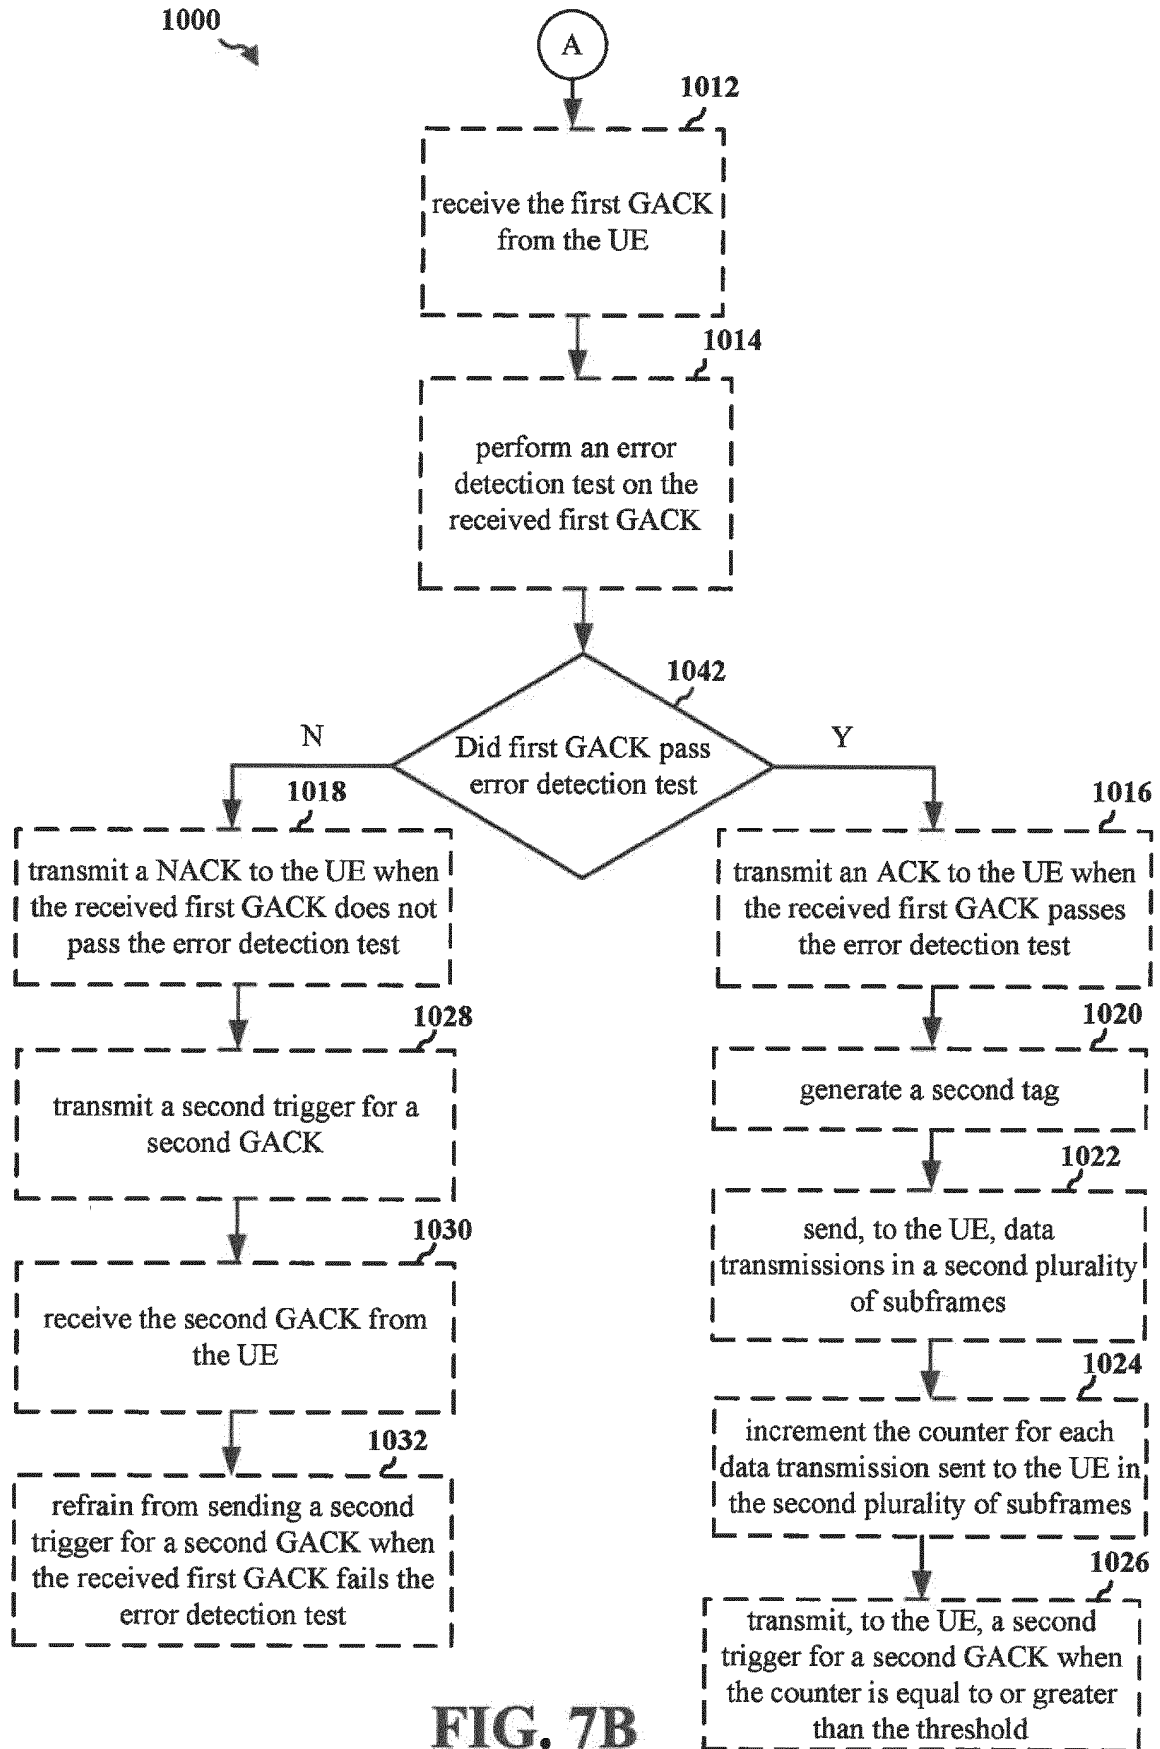 1000
A
1012
receive the first GACK
from the UE
1014
perform an error
detection test on the
received first GACK
1042
Did first GACK pass
error detection test
N
Y
1018
transmit a NACK to the UE when
the received first GACK does not
pass the error detection test
1028
transmit a second trigger for a
second GACK
1030
receive the second GACK from
the UE
1032
refrain from sending a second
trigger for a second GACK when
the received first GACK fails the
error detection test
1016
transmit an ACK to the UE when
the received first GACK passes
the error detection test
1020
generate a second tag
1022
send, to the UE, data
transmissions in a second plurality
of subframes
1024
increment the counter for each
data transmission sent to the UE in
the second plurality of subframes
1026
transmit, to the UE, a second
trigger for a second GACK when
the counter is equal to or greater
than the threshold
FIG. 7B